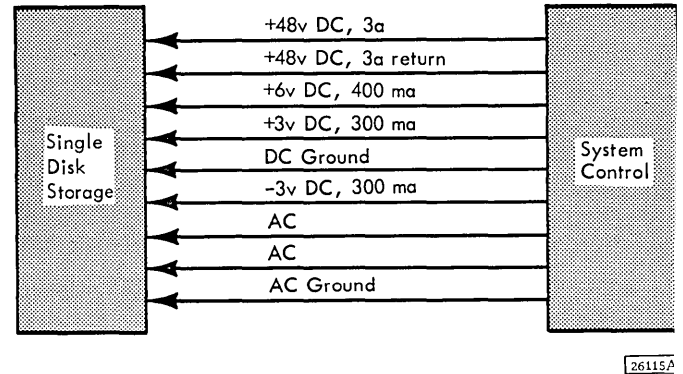 +48v DC, 3a
+48v DC, 3a return
+6v DC, 400 ma
+3v DC, 300 ma
DC Ground
-3v DC, 300 ma
AC
AC
AC Ground
Single
Disk
Storage
System
Control
26115A